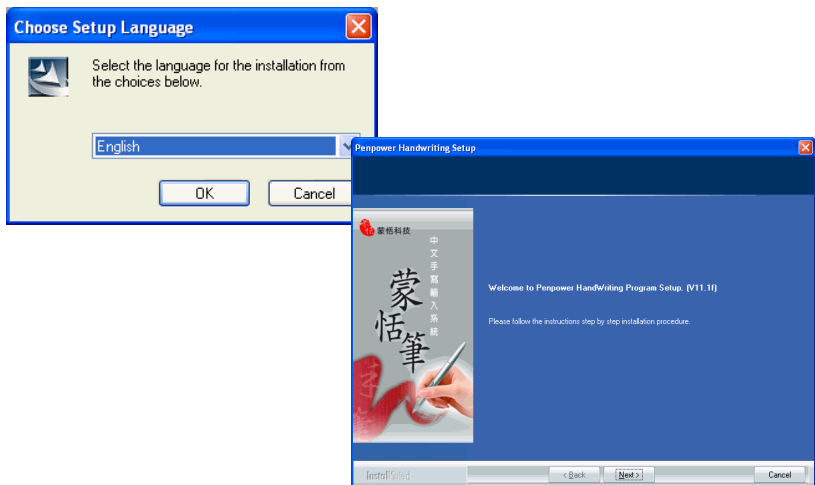 Choose Setup Language
Select the language for the installation from
the choices below.
English
OK
Cancel
Penpower Handwriting Setup
蒙恬科技
中文手寫輸入系統
蒙恬筆
Welcome to Penpower HandWriting Program Setup. (V11.1f)
Please follow the instructions step by step installation procedure.
InstallShield
< Back
Next >
Cancel